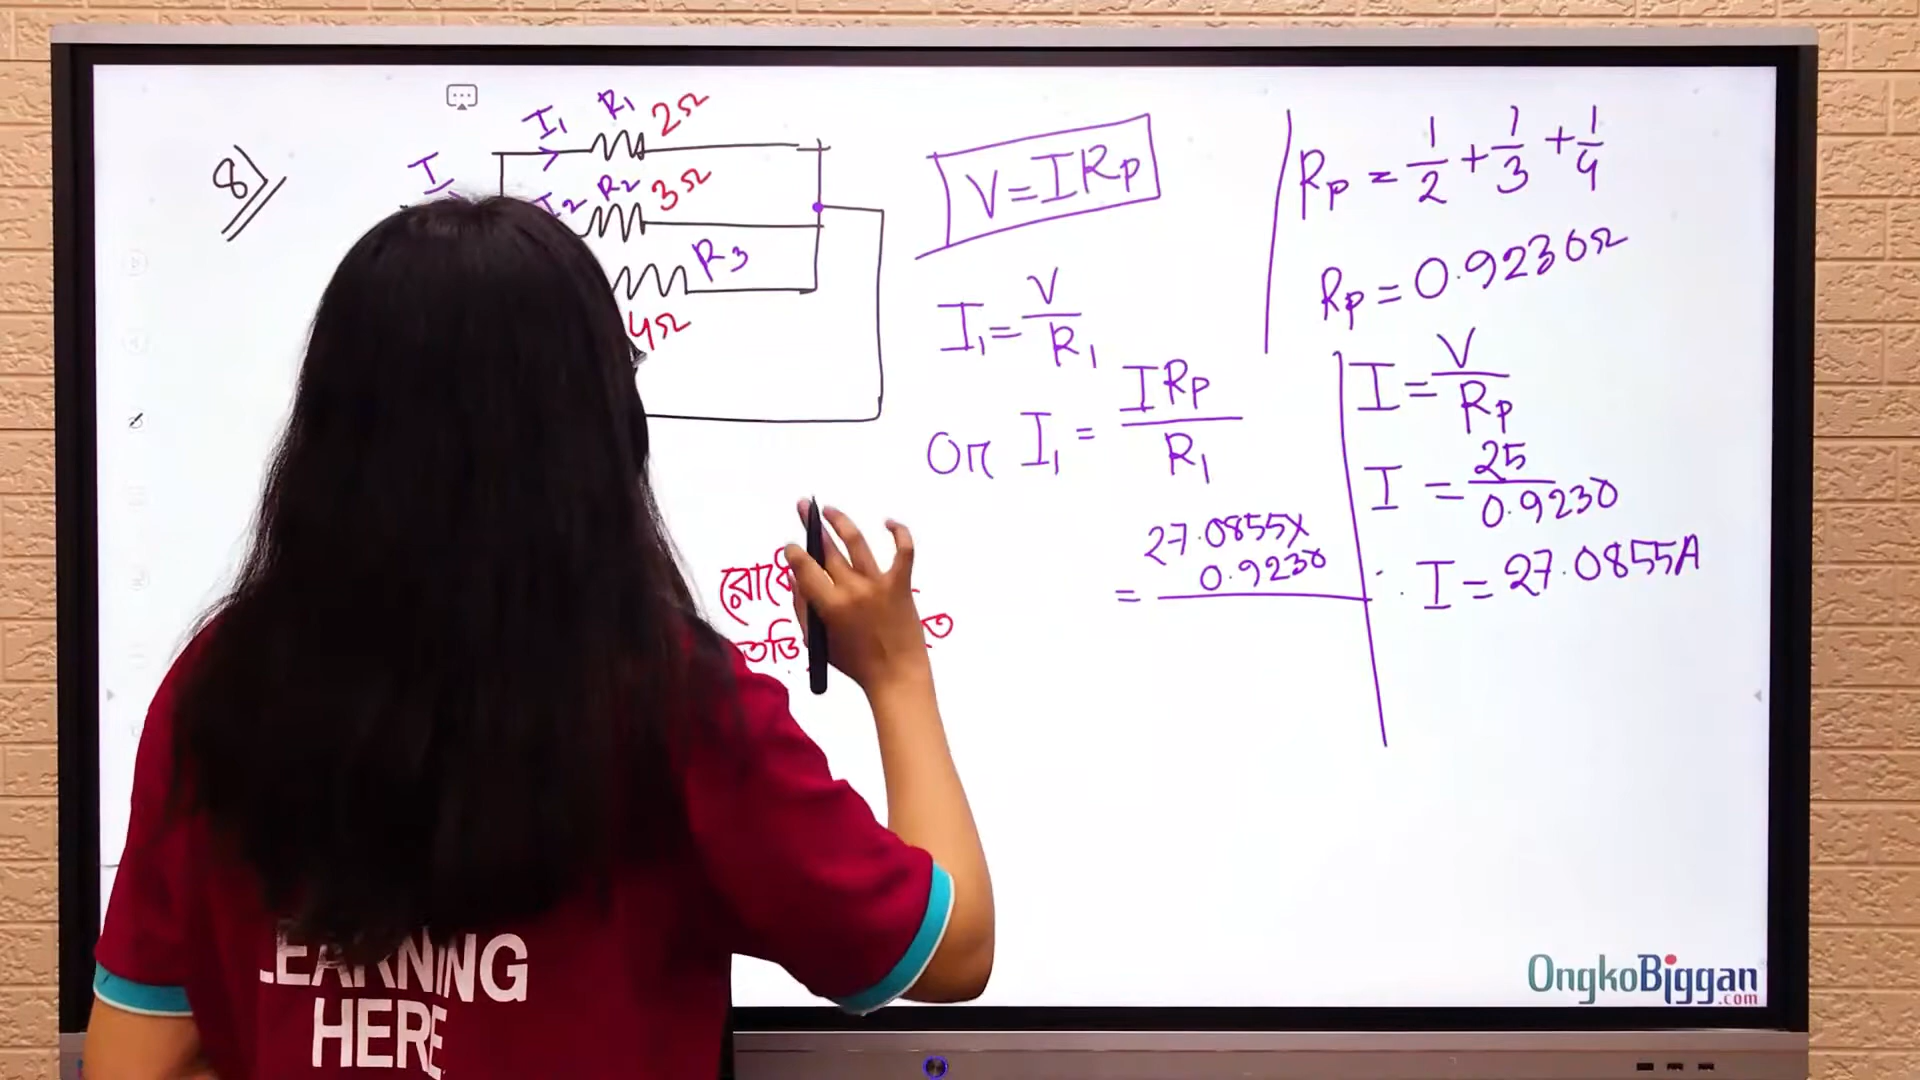 8)
I
I₁ R₁ 2Ω
I₂ R₂ 3Ω
R₃
4Ω
V=IRp
I₁ = V/R₁
Or I₁ = IRp/R₁
= 27.0855×
0.9230
Rp = 1/2 + 1/3 + 1/4
Rp = 0.9230Ω
I = V/Rp
I = 25/0.9230
∴ I = 27.0855A
LEARNING
HERE
OngkoBiggan
.com